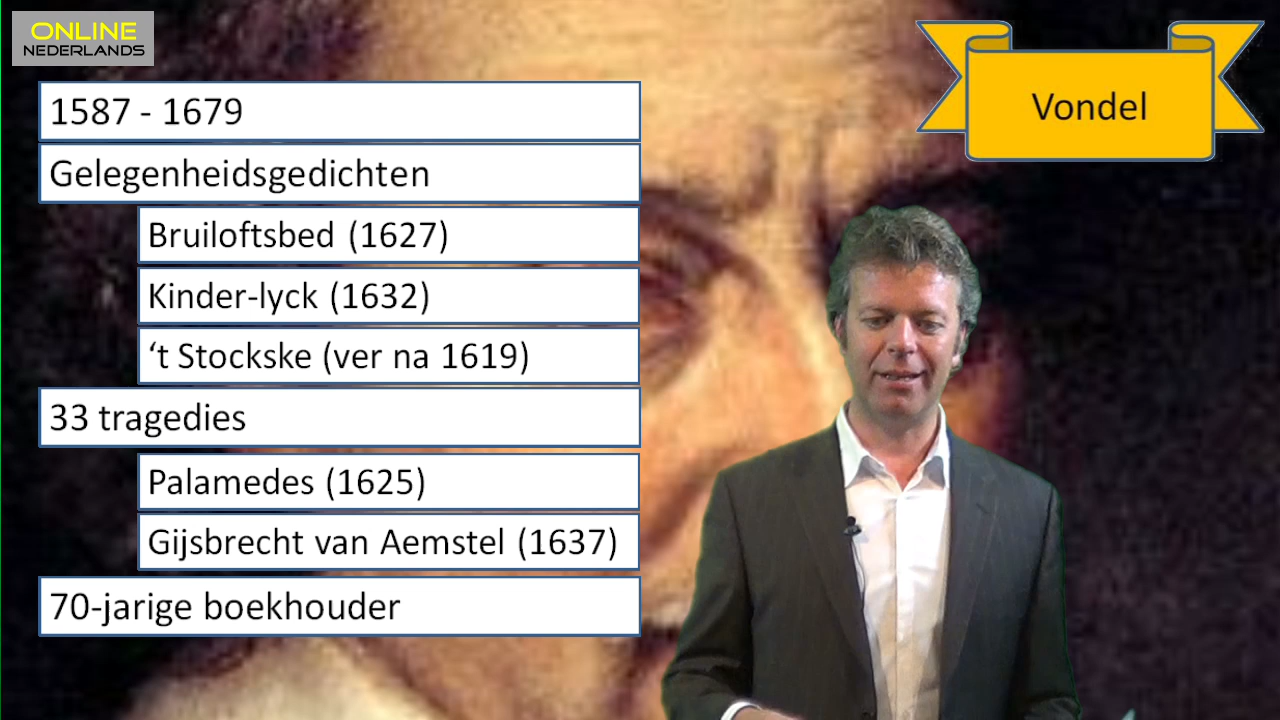 ONLINE
NEDERLANDS
Vondel
1587 - 1679
Gelegenheidsgedichten
Bruiloftsbed (1627)
Kinder-lyck (1632)
‘t Stockske (ver na 1619)
33 tragedies
Palamedes (1625)
Gijsbrecht van Aemstel (1637)
70-jarige boekhouder